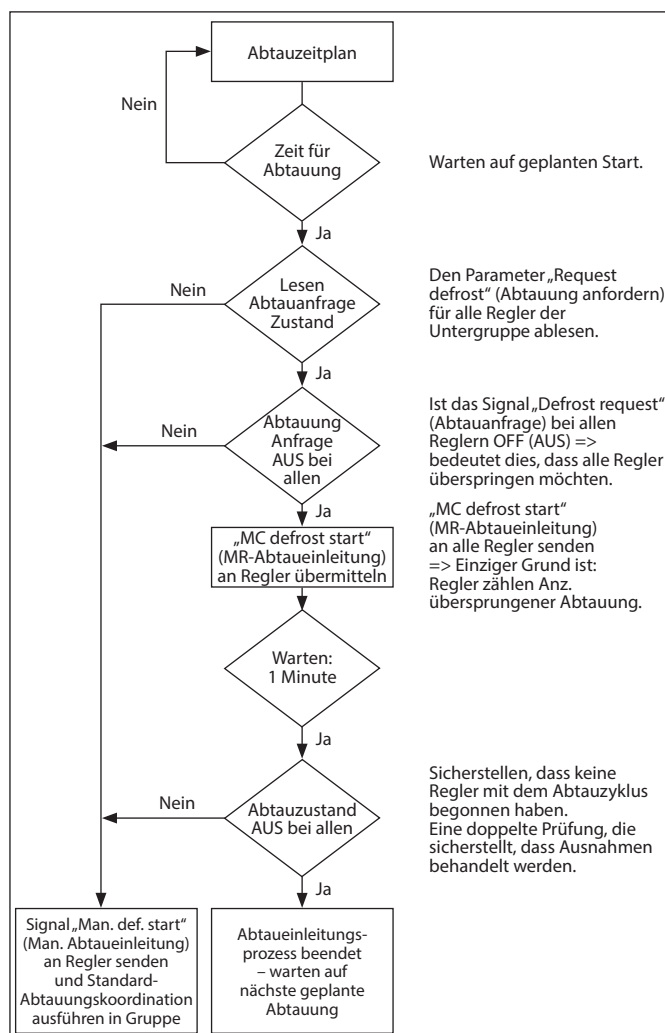 Abtauzeitplan
Nein
Zeit für
Abtauung
Warten auf geplanten Start.
Ja
Nein
Lesen
Abtauanfrage
Zustand
Den Parameter „Request
defrost“ (Abtauung anfordern)
für alle Regler der
Untergruppe ablesen.
Ja
Nein
Abtauung
Anfrage
AUS bei
allen
Ist das Signal „Defrost request“
(Abtauanfrage) bei allen
Reglern OFF (AUS) =>
bedeutet dies, dass alle Regler
überspringen möchten.
Ja
„MC defrost start“
(MR-Abtaueinleitung)
an Regler übermitteln
„MC defrost start“
(MR-Abtaueinleitung)
an alle Regler senden
=> Einziger Grund ist:
Regler zählen Anz.
übersprungener Abtauung.
Warten:
1 Minute
Ja
Nein
Abtauzustand
AUS bei allen
Sicherstellen, dass keine
Regler mit dem Abtauzyklus
begonnen haben.
Eine doppelte Prüfung, die
sicherstellt, dass Ausnahmen
behandelt werden.
Ja
Signal „Man. def. start“
(Man. Abtaueinleitung)
an Regler senden
und Standard-
Abtauungskoordination
ausführen in Gruppe
Abtaueinleitungs-
prozess beendet
– warten auf
nächste geplante
Abtauung